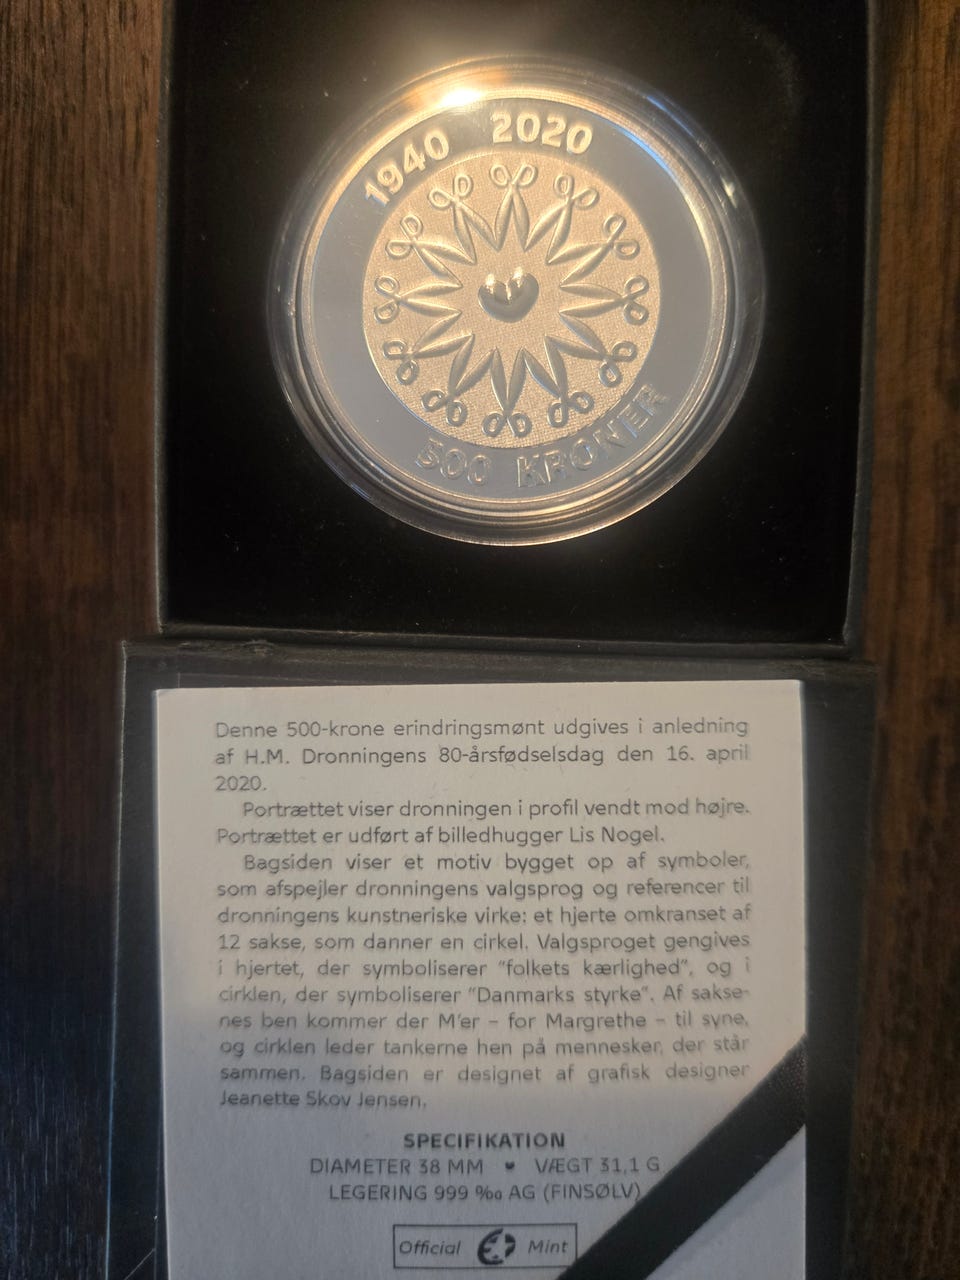 1940 2020
500 KRONER
Denne 500-krone erindringsmønt udgives i anledning
af H.M. Dronningens 80-årsfødselsdag den 16. april
2020.
Portrættet viser dronningen i profil vendt mod højre.
Portrættet er udført af billedhugger Lis Nogel.
Bagsiden viser et motiv bygget op af symboler,
som afspejler dronningens valgsprog og referencer til
dronningens kunstneriske virke: et hjerte omkranset af
12 sakse, som danner en cirkel. Valgsproget gengives
i hjertet, der symboliserer "folkets kærlighed", og i
cirklen, der symboliserer "Danmarks styrke". Af sakse-
nes ben kommer der M'er – for Margrethe – til syne,
og cirklen leder tankerne hen på mennesker, der står
sammen. Bagsiden er designet af grafisk designer
Jeanette Skov Jensen.
SPECIFIKATION
DIAMETER 38 MM ♥ VÆGT 31,1 G
LEGERING 999 ‰ AG (FINSØLV)
Official Mint